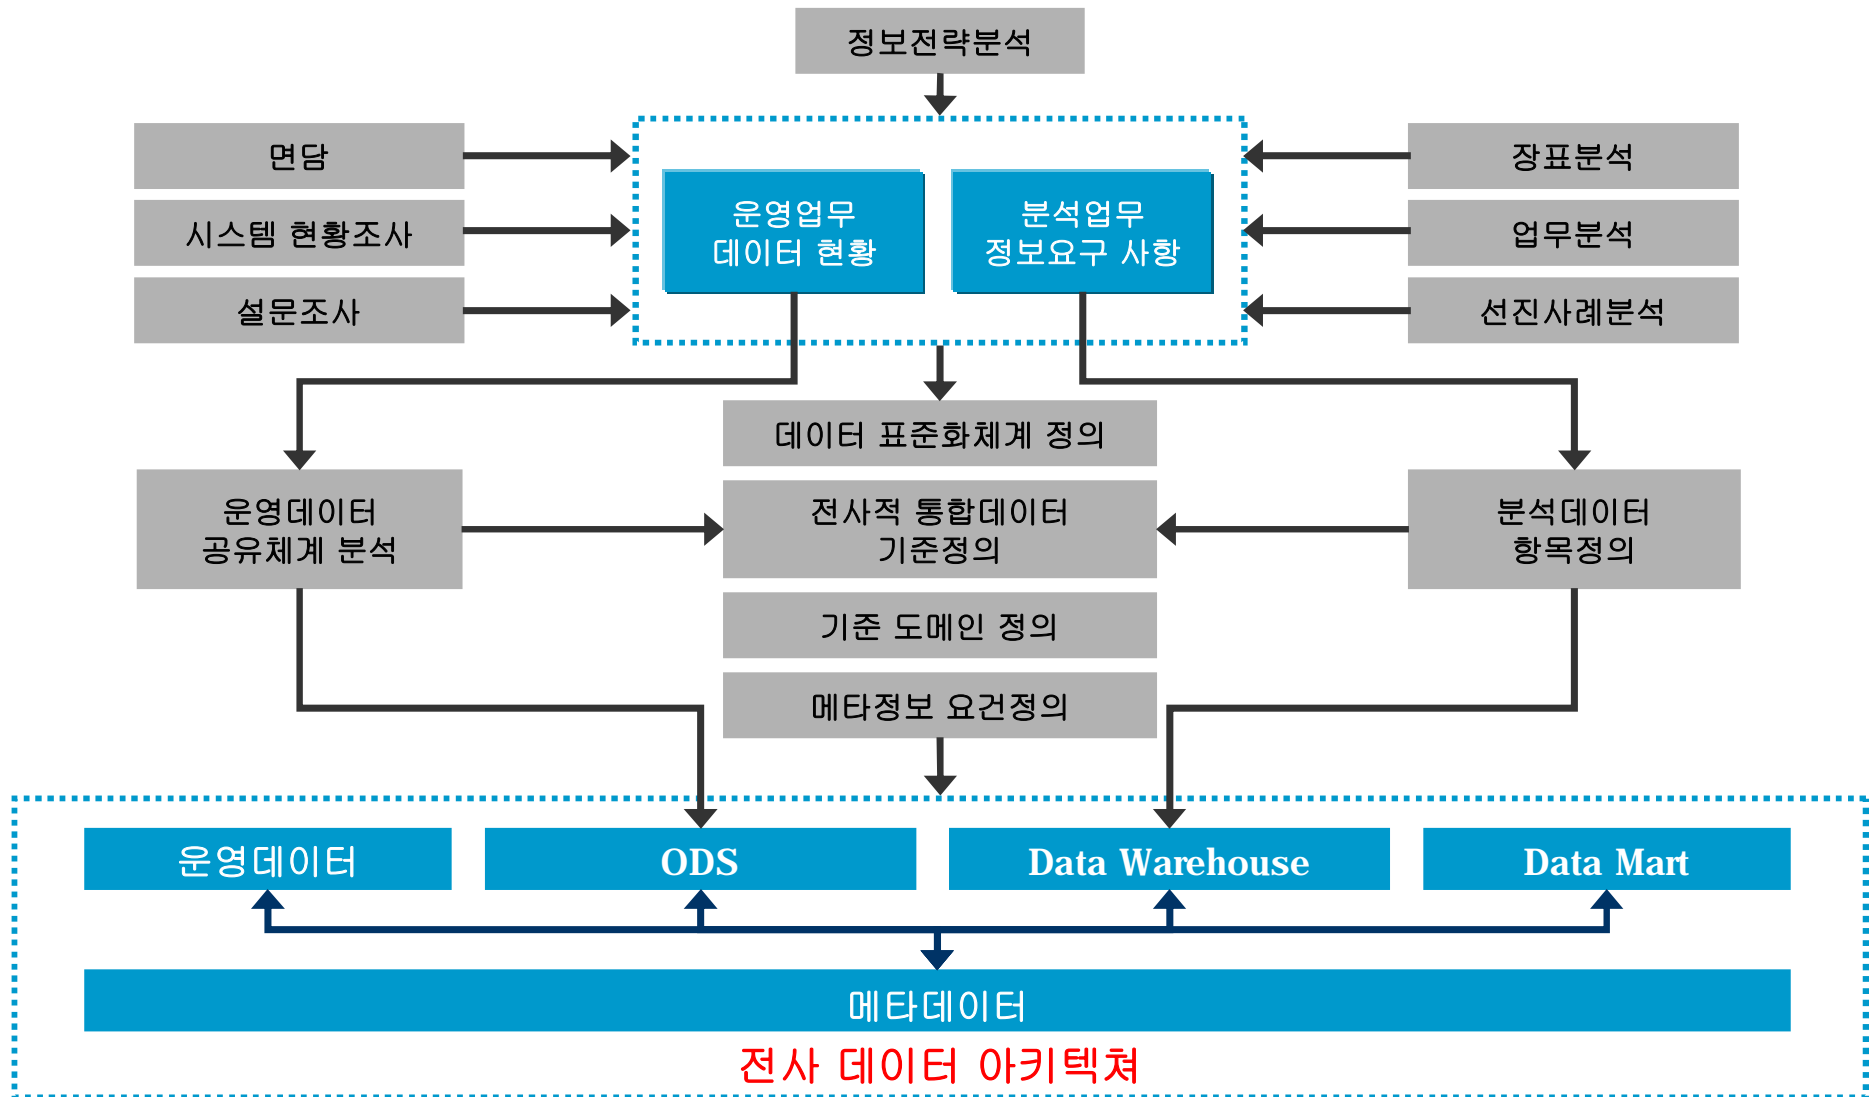 정보전략분석
면담
시스템 현황조사
설문조사
운영업무
데이터 현황
분석업무
정보요구 사항
장표분석
업무분석
선진사례분석
데이터 표준화체계 정의
운영데이터
공유체계 분석
전사적 통합데이터
기준정의
분석데이터
항목정의
기준 도메인 정의
메타정보 요건정의
운영데이터
ODS
Data Warehouse
Data Mart
메타데이터
전사 데이터 아키텍쳐